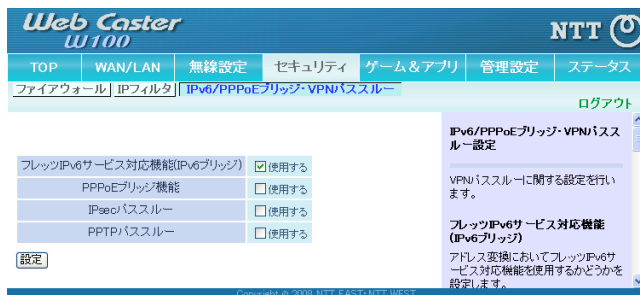 Web Caster
W100
NTT
TOP WAN/LAN 無線設定 セキュリティ ゲーム&アプリ 管理設定 ステータス
ファイアウォール IPフィルタ IPv6/PPPoEブリッジ・VPNパススルー
ログアウト
フレッツIPv6サービス対応機能(IPv6ブリッジ) 使用する
PPPoEブリッジ機能 使用する
IPsecパススルー 使用する
PPTPパススルー 使用する
設定
IPv6/PPPoEブリッジ・VPNパスス
ルー設定
VPNパススルーに関する設定を行い
ます。
フレッツIPv6サービス対応機能
(IPv6ブリッジ)
アドレス変換においてフレッツIPv6サ
ービス対応機能を使用するかどうかを
設定します。
Copyright © 2008 NTT EAST・NTT WEST